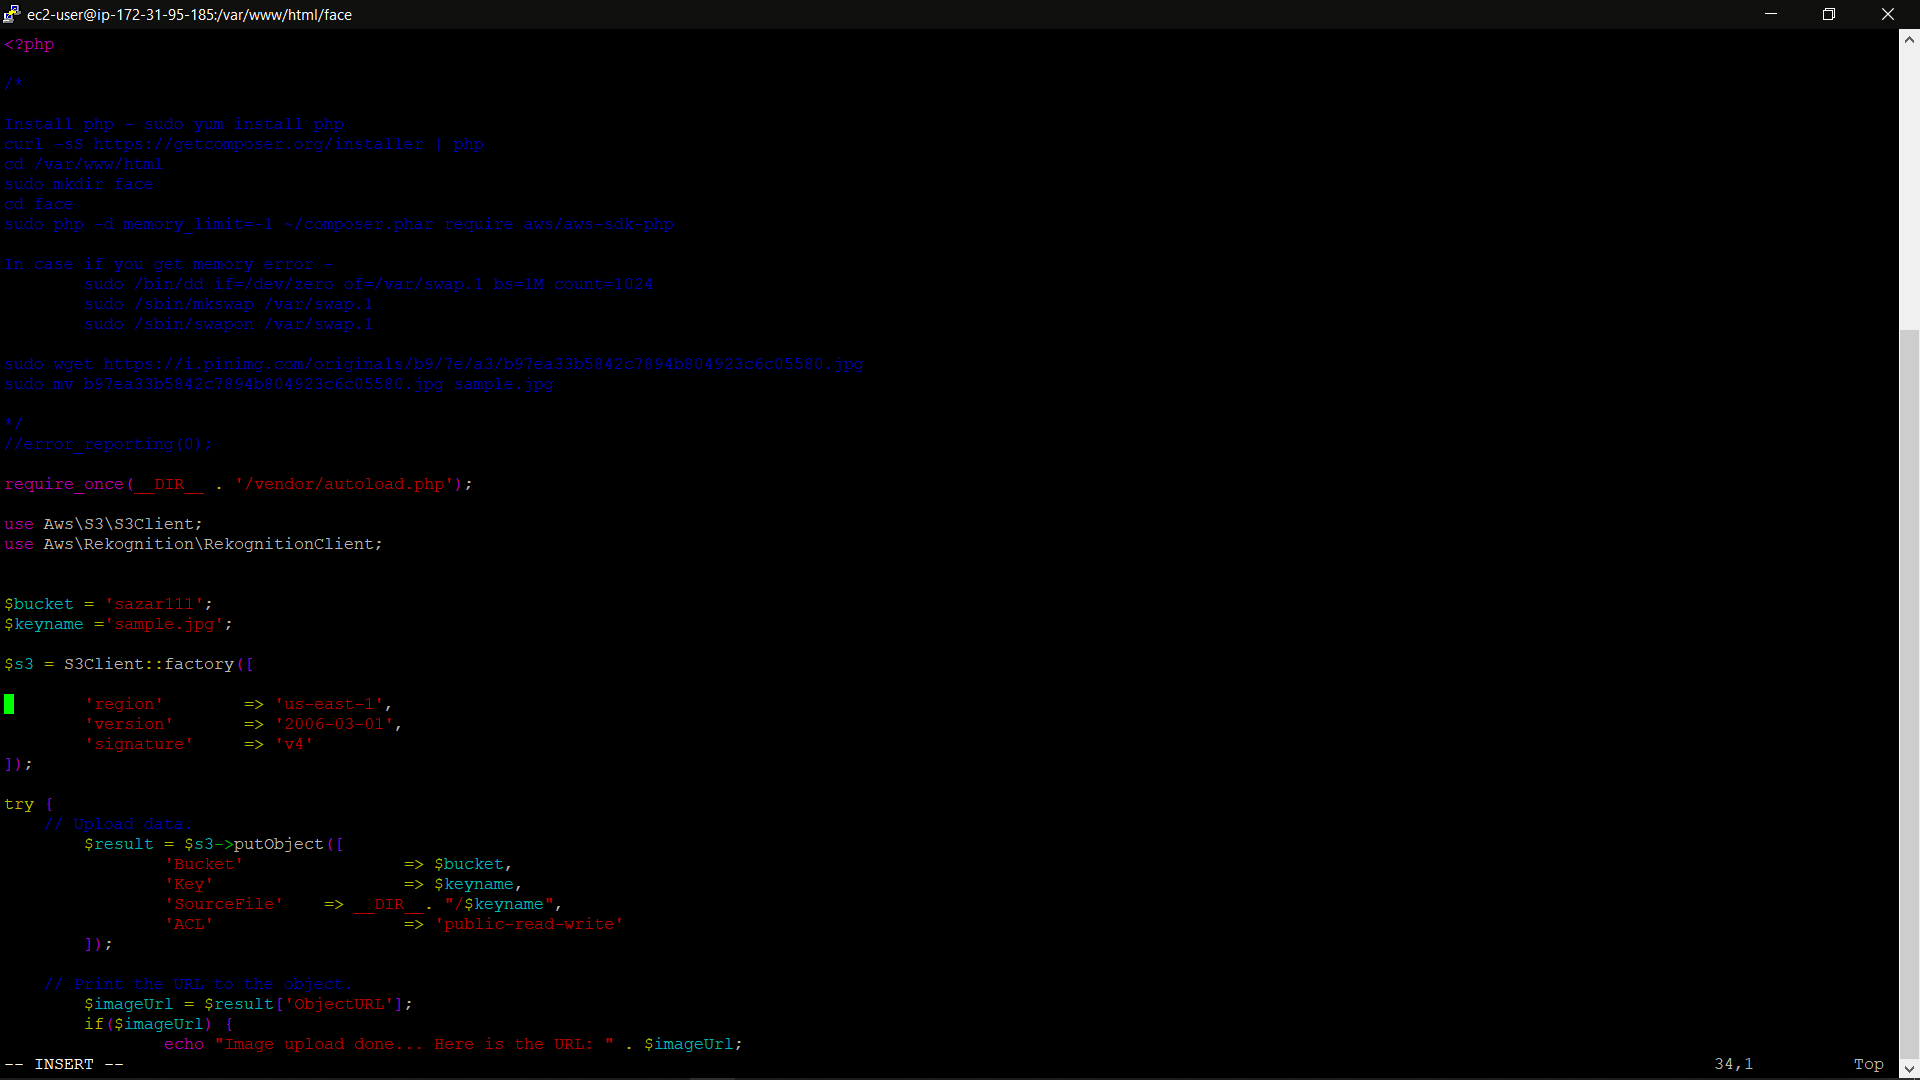 ec2-user@ip-172-31-95-185:/var/www/html/face
<?php
/*
Install php - sudo yum install php
curl -sS https://getcomposer.org/installer | php
cd /var/www/html
sudo mkdir face
cd face
sudo php -d memory_limit=-1 ~/composer.phar require aws/aws-sdk-php
In case if you get memory error -
sudo /bin/dd if=/dev/zero of=/var/swap.1 bs=1M count=1024
sudo /sbin/mkswap /var/swap.1
sudo /sbin/swapon /var/swap.1
sudo wget https://i.pinimg.com/originals/b9/7e/a3/b97ea33b5842c7894b804923c6c05580.jpg
sudo mv b97ea33b5842c7894b804923c6c05580.jpg sample.jpg
*/
//error_reporting(0);
require_once(__DIR__ . '/vendor/autoload.php');
use Aws\S3\S3Client;
use Aws\Rekognition\RekognitionClient;
$bucket = 'sazar111';
$keyname ='sample.jpg';
$s3 = S3Client::factory([
'region' => 'us-east-1',
'version' => '2006-03-01',
'signature' => 'v4'
]);
try {
// Upload data.
$result = $s3->putObject([
'Bucket' => $bucket,
'Key' => $keyname,
'SourceFile' => __DIR__. "/$keyname",
'ACL' => 'public-read-write'
]);
// Print the URL to the object.
$imageUrl = $result['ObjectURL'];
if($imageUrl) {
echo "Image upload done... Here is the URL: " . $imageUrl;
-- INSERT -- 34,1 Top